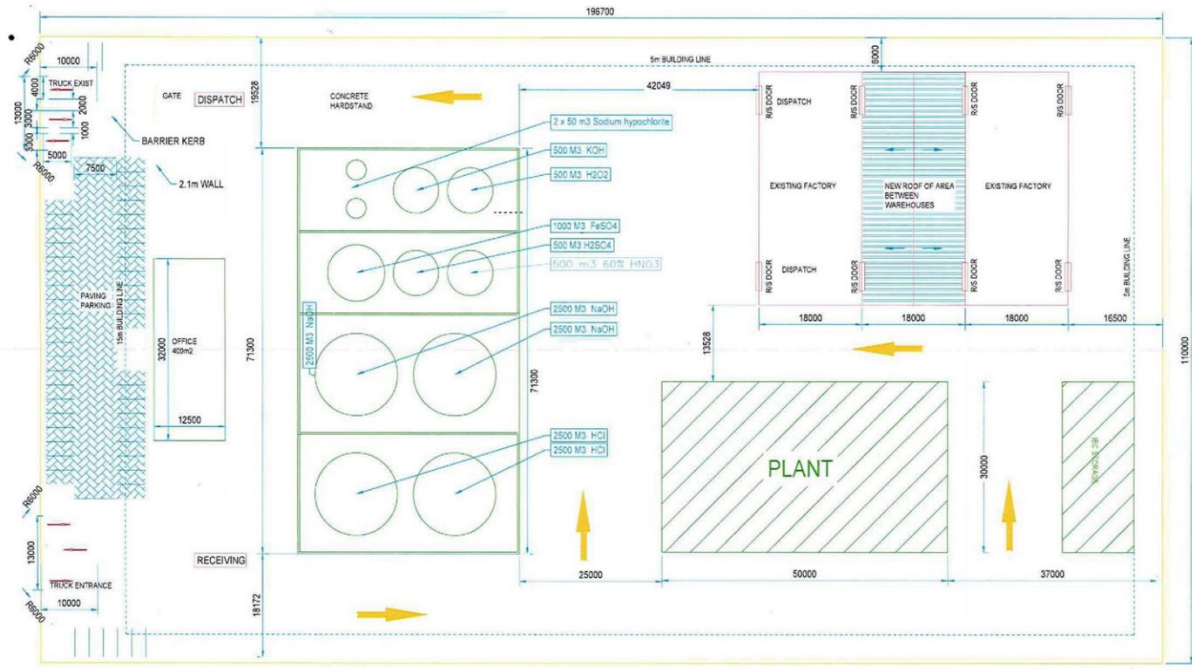 196700
R6000
10000
TRUCK EXIST
4000
2000
13000
3000
1000
3000
5000
R6000
7500
BARRIER KERB
2.1m WALL
GATE
DISPATCH
19528
CONCRETE
HARDSTAND
42049
5m BUILDING LINE
6000
2 x 50 m3 Sodium hypochlorite
500 M3 KOH
500 M3 H2O2
1000 M3 FeSO4
500 M3 H2SO4
500 m3 60% HNO3
2500 M3 NaOH
2500 M3 NaOH
2500 M3 NaOH
2500 M3 HCl
2500 M3 HCl
DISPATCH
R/S DOOR
R/S DOOR
R/S DOOR
R/S DOOR
EXISTING FACTORY
NEW ROOF OF AREA
BETWEEN
WAREHOUSES
EXISTING FACTORY
DISPATCH
R/S DOOR
R/S DOOR
R/S DOOR
R/S DOOR
5m BUILDING LINE
18000
18000
18000
16500
110000
13528
PAVING
PARKING
15m BUILDING LINE
32000
OFFICE
400m2
12500
71300
71300
PLANT
30000
IBC STORAGE
R6000
13000
TRUCK ENTRANCE
R6000
10000
RECEIVING
18172
25000
50000
37000